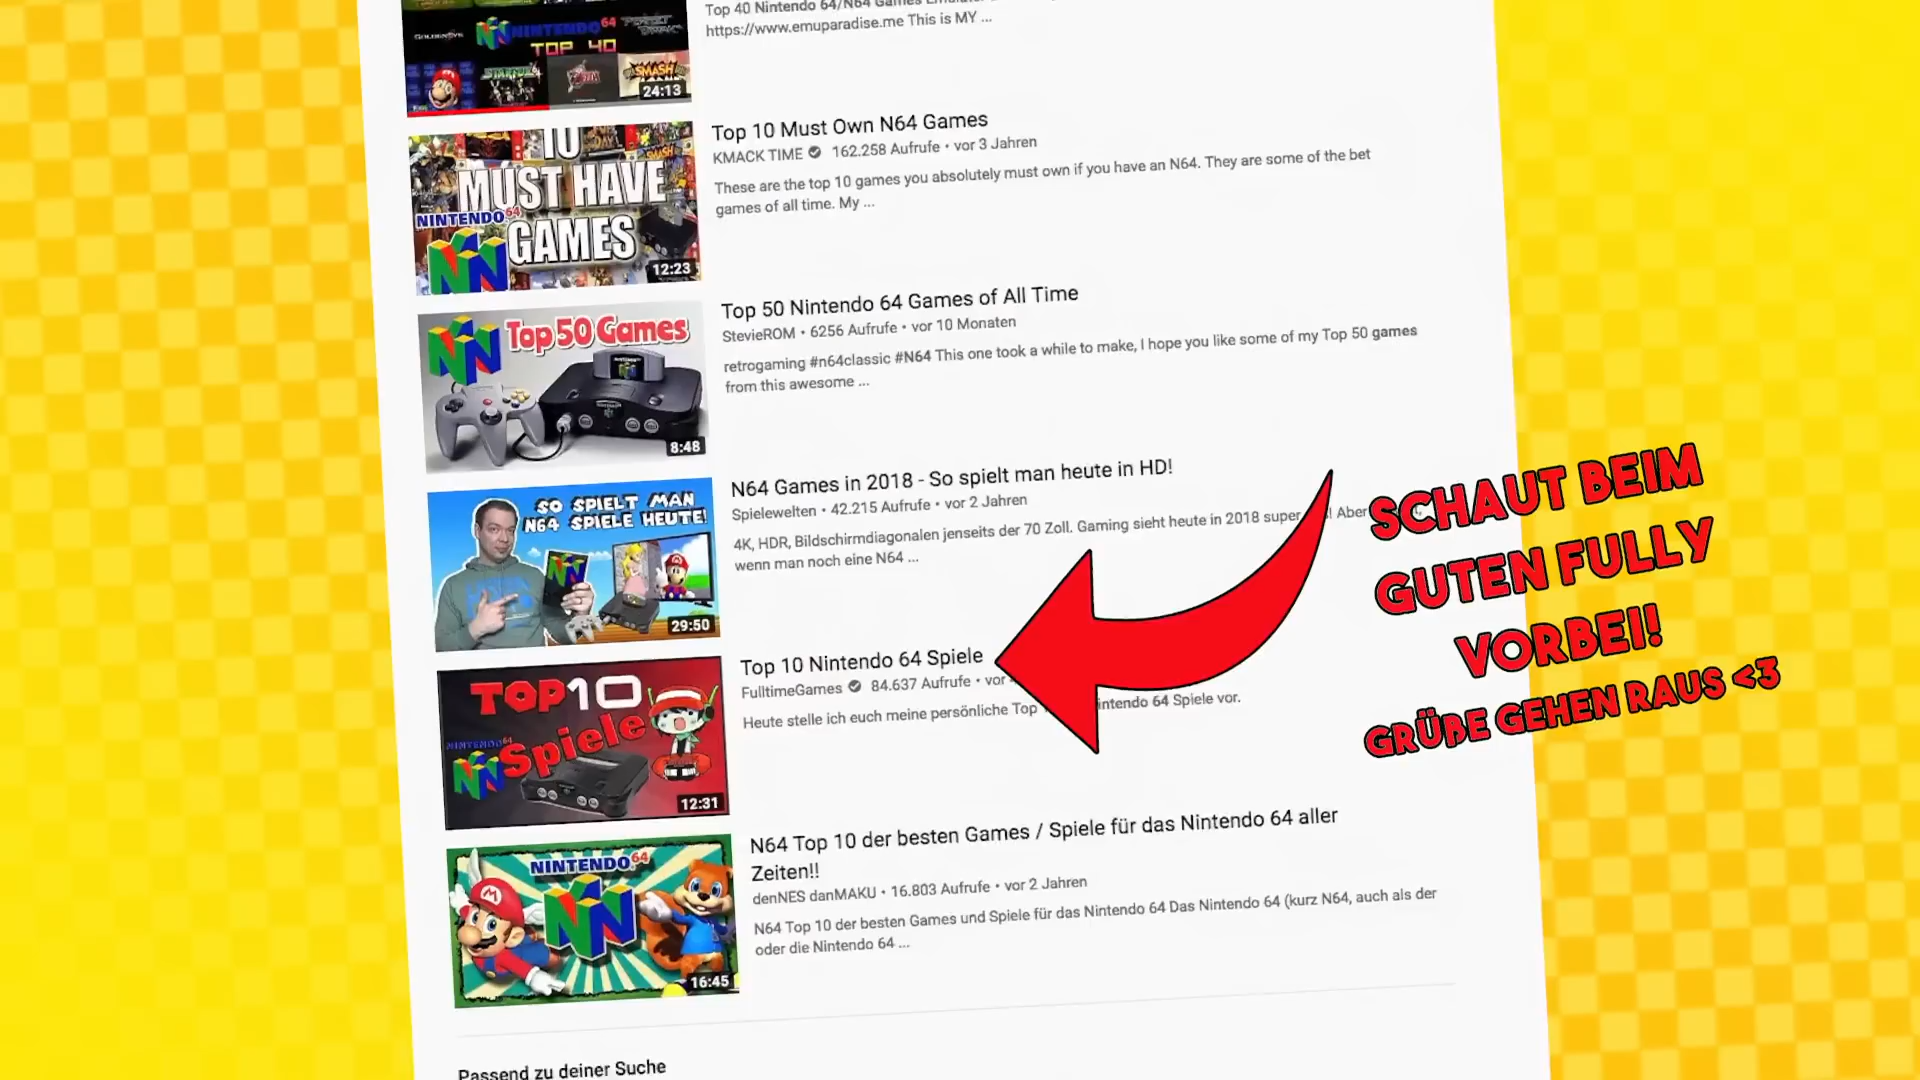 Top 40 Nintendo 64/N64 Games
https://www.emuparadise.me This is MY ...
GOLDENEYE
NINTENDO 64
TOP 40
SMASH
24:13
Top 10 Must Own N64 Games
KMACK TIME 162.258 Aufrufe • vor 3 Jahren
These are the top 10 games you absolutely must own if you have an N64. They are some of the bet
games of all time. My ...
10
MUST HAVE
NINTENDO 64
GAMES
12:23
Top 50 Nintendo 64 Games of All Time
StevieROM • 6256 Aufrufe • vor 10 Monaten
retrogaming #n64classic #N64 This one took a while to make, I hope you like some of my Top 50 games
from this awesome ...
Top 50 Games
8:48
N64 Games in 2018 - So spielt man heute in HD!
Spielewelten • 42.215 Aufrufe • vor 2 Jahren
4K, HDR, Bildschirmdiagonalen jenseits der 70 Zoll. Gaming sieht heute in 2018 super ! Aber
wenn man noch eine N64 ...
SO SPIELT MAN
N64 SPIELE HEUTE!
29:50
Top 10 Nintendo 64 Spiele
FulltimeGames 84.637 Aufrufe • vor
Heute stelle ich euch meine persönliche Top intendo 64 Spiele vor.
TOP10
NINTENDO 64
Spiele
12:31
SCHAUT BEIM
GUTEN FULLY
VORBEI!
GRÜßE GEHEN RAUS <3
N64 Top 10 der besten Games / Spiele für das Nintendo 64 aller
Zeiten!!
denNES danMAKU • 16.803 Aufrufe • vor 2 Jahren
N64 Top 10 der besten Games und Spiele für das Nintendo 64 Das Nintendo 64 (kurz N64, auch als der
oder die Nintendo 64 ...
NINTENDO 64
16:45
Passend zu deiner Suche